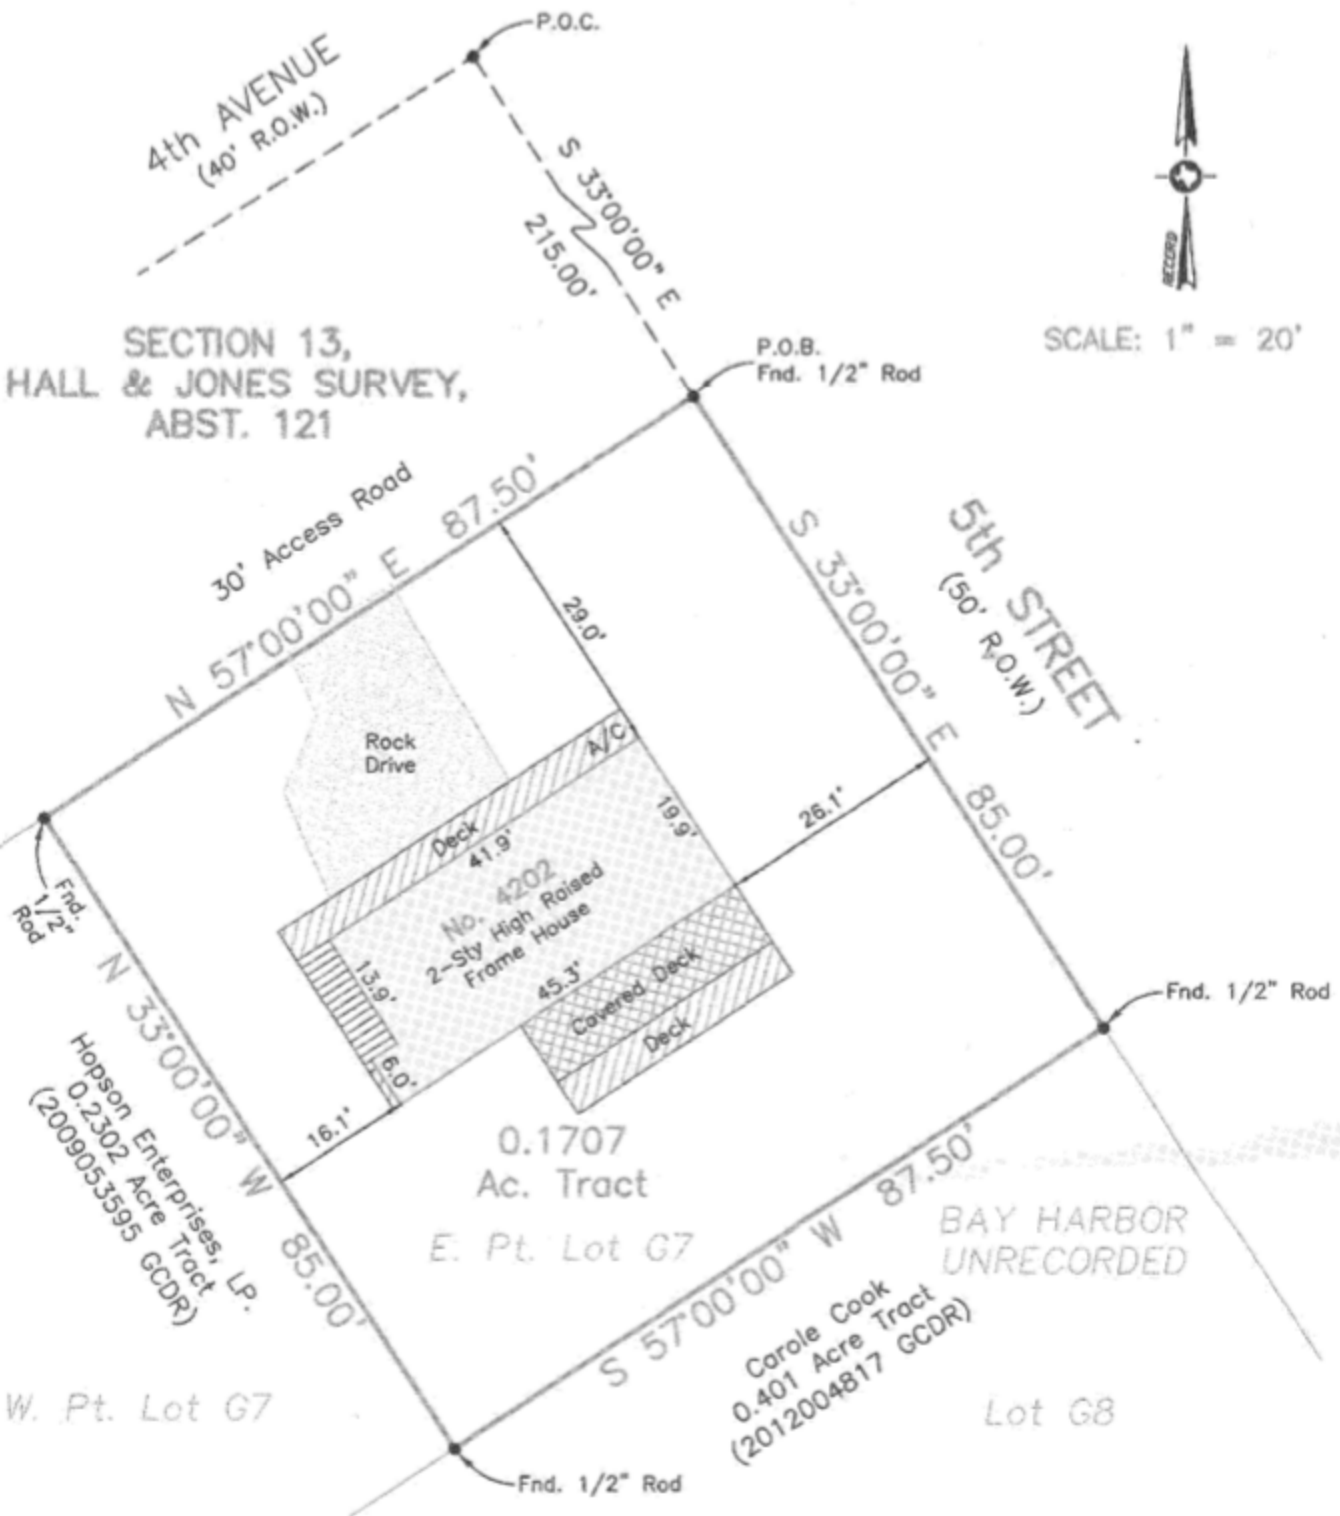 P.O.C.
4th AVENUE
(40' R.O.W.)
S 33°00'00" E
215.00'
RECORD
SCALE: 1" = 20'
SECTION 13,
HALL & JONES SURVEY,
ABST. 121
P.O.B.
Fnd. 1/2" Rod
30' Access Road
N 57°00'00" E 87.50'
5th STREET
(50' R.O.W.)
S 33°00'00" E 85.00'
29.0'
Rock
Drive
A/C
Deck
41.9'
19.9'
26.1'
No. 4202
2-Sty High Raised
Frame House
13.9'
45.3'
Covered Deck
Deck
6.0'
16.1'
Fnd.
1/2"
Rod
N 33°00'00" W 85.00'
Hopson Enterprises, LP.
0.2302 Acre Tract
(2009053595 GCDR)
Fnd. 1/2" Rod
0.1707
Ac. Tract
E. Pt. Lot G7
S 57°00'00" W 87.50'
BAY HARBOR
UNRECORDED
Carole Cook
0.401 Acre Tract
(2012004817 GCDR)
W. Pt. Lot G7
Lot G8
Fnd. 1/2" Rod